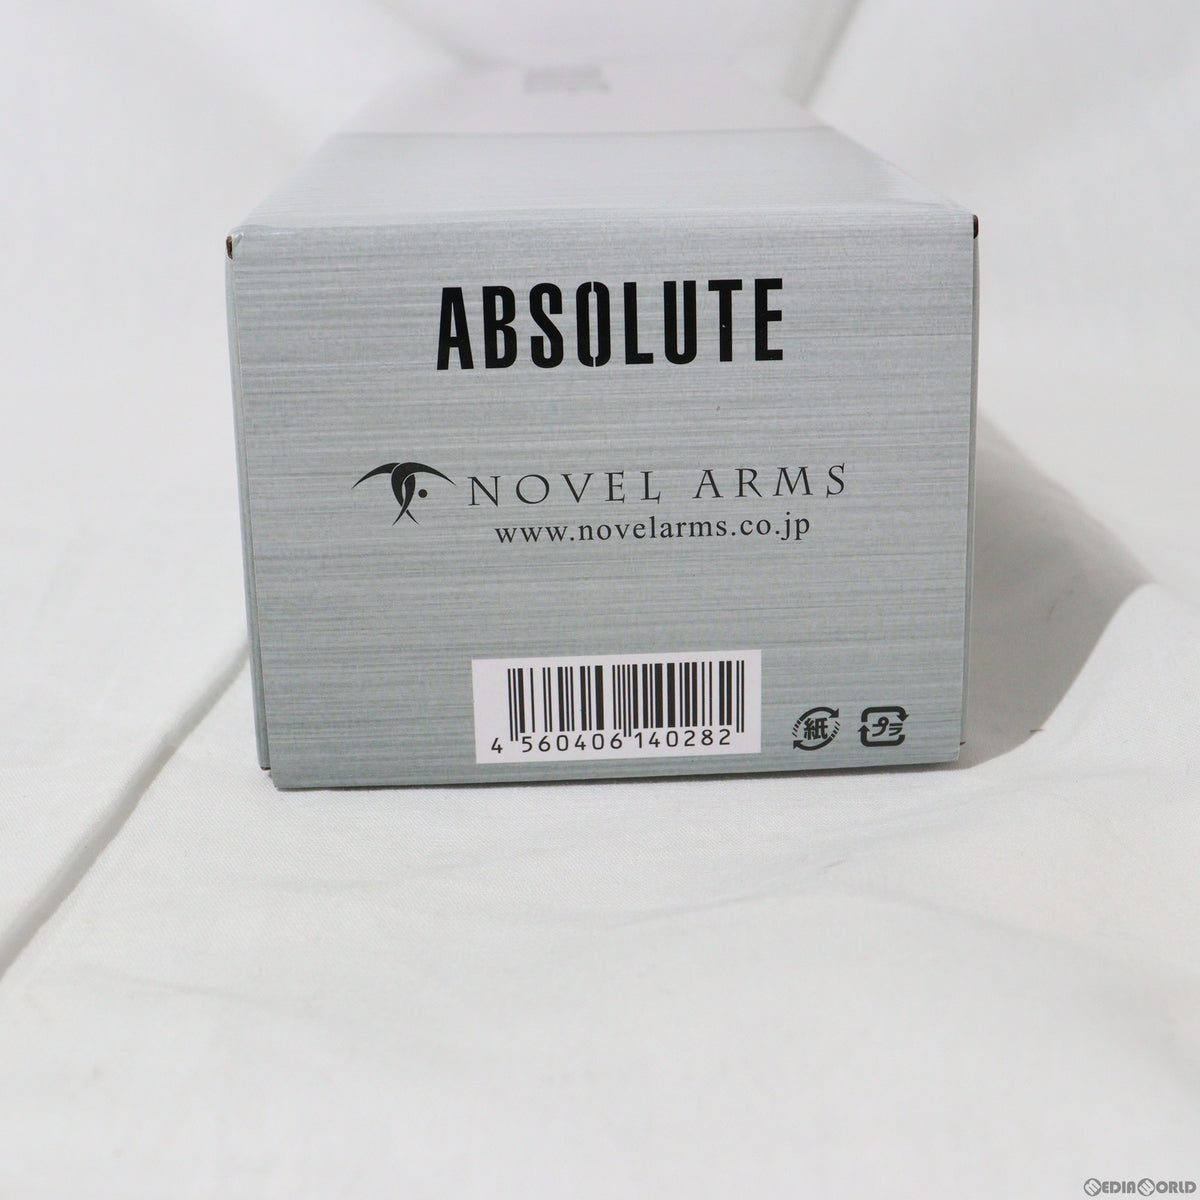 ABSOLUTE
NOVEL ARMS
www.novelarms.co.jp
4 560406 140282
紙 プラ
MEDIAWORLD